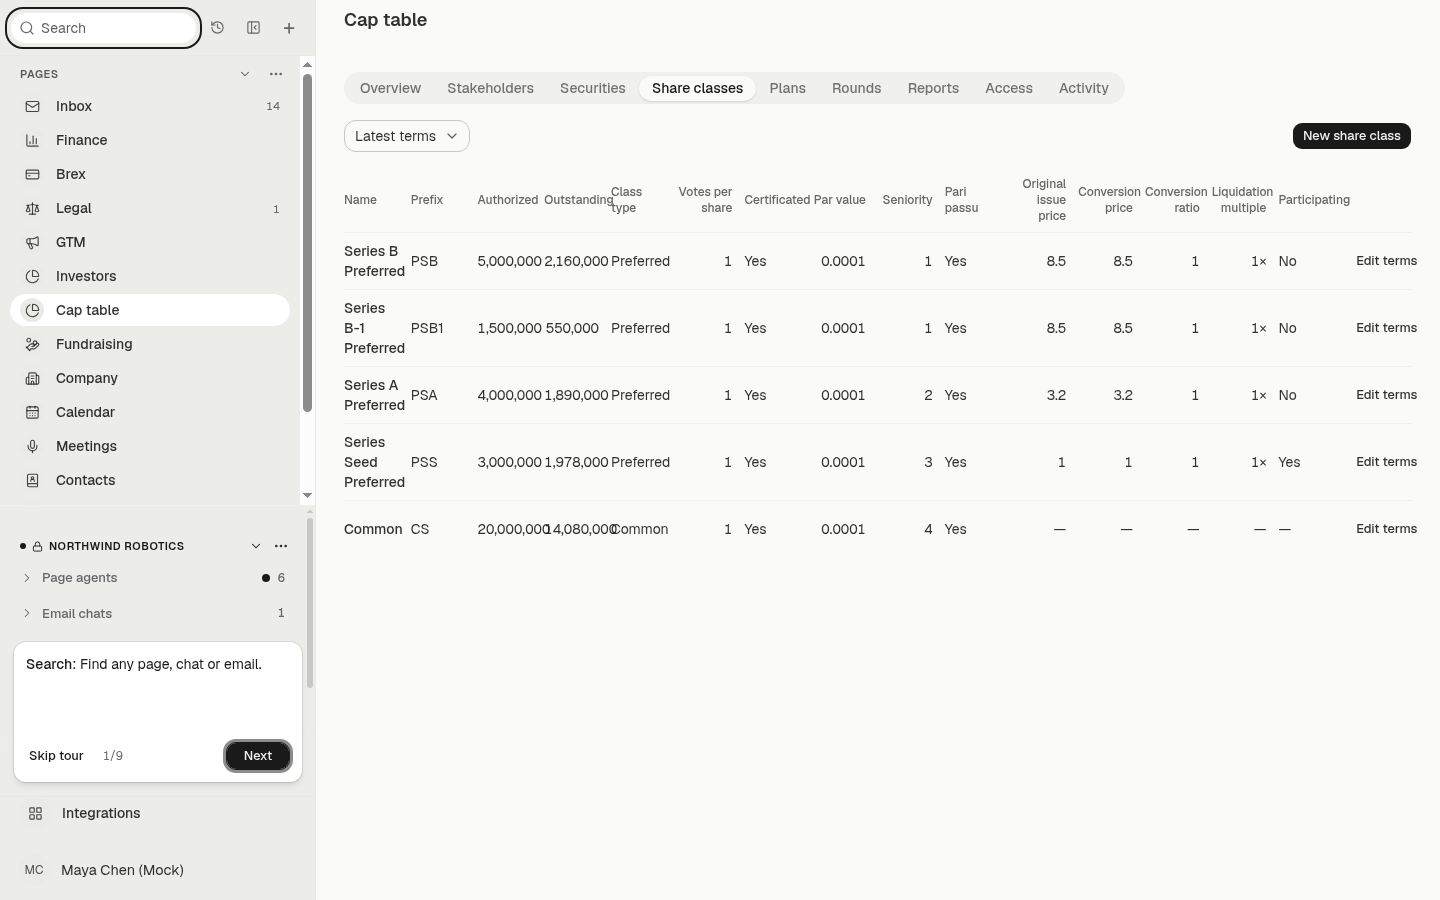 Search
PAGES
Inbox 14
Finance
Brex
Legal 1
GTM
Investors
Cap table
Fundraising
Company
Calendar
Meetings
Contacts
NORTHWIND ROBOTICS
Page agents 6
Email chats 1
Search: Find any page, chat or email.
Skip tour 1/9 Next
Integrations
MC Maya Chen (Mock)
Cap table
Overview Stakeholders Securities Share classes Plans Rounds Reports Access Activity
Latest terms New share class
Name Prefix Authorized Outstanding Class type Votes per share Certificated Par value Seniority Pari passu Original issue price Conversion price Conversion ratio Liquidation multiple Participating
Series B Preferred PSB 5,000,000 2,160,000 Preferred 1 Yes 0.0001 1 Yes 8.5 8.5 1 1× No Edit terms
Series B-1 Preferred PSB1 1,500,000 550,000 Preferred 1 Yes 0.0001 1 Yes 8.5 8.5 1 1× No Edit terms
Series A Preferred PSA 4,000,000 1,890,000 Preferred 1 Yes 0.0001 2 Yes 3.2 3.2 1 1× No Edit terms
Series Seed Preferred PSS 3,000,000 1,978,000 Preferred 1 Yes 0.0001 3 Yes 1 1 1 1× Yes Edit terms
Common CS 20,000,000 14,080,000 Common 1 Yes 0.0001 4 Yes — — — — — Edit terms